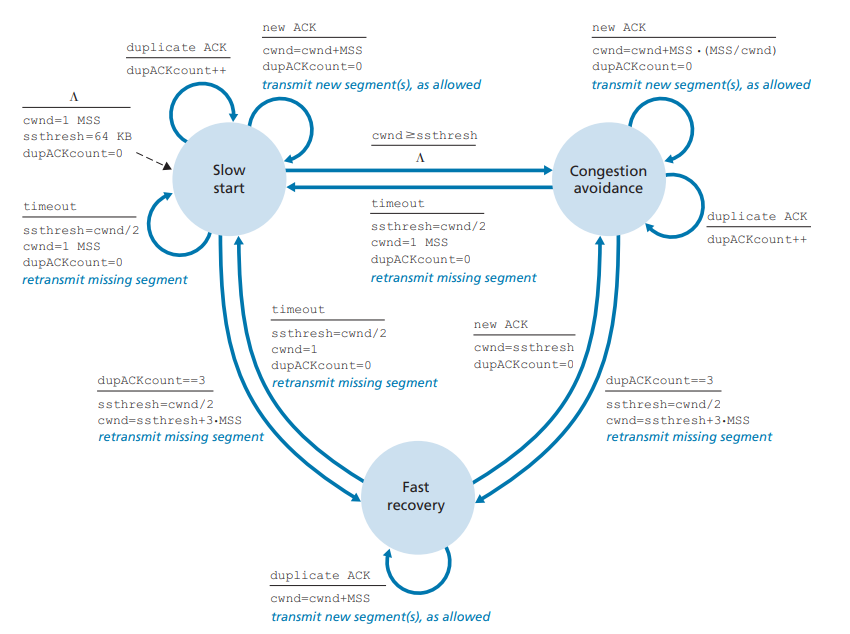 new ACK
cwnd=cwnd+MSS
dupACKcount=0
transmit new segment(s), as allowed
new ACK
cwnd=cwnd+MSS•(MSS/cwnd)
dupACKcount=0
transmit new segment(s), as allowed
duplicate ACK
dupACKcount++
Λ
cwnd=1 MSS
ssthresh=64 KB
dupACKcount=0
cwnd≥ssthresh
Λ
Slow
start
Congestion
avoidance
timeout
ssthresh=cwnd/2
cwnd=1 MSS
dupACKcount=0
retransmit missing segment
timeout
ssthresh=cwnd/2
cwnd=1 MSS
dupACKcount=0
retransmit missing segment
duplicate ACK
dupACKcount++
timeout
ssthresh=cwnd/2
cwnd=1
dupACKcount=0
retransmit missing segment
new ACK
cwnd=ssthresh
dupACKcount=0
dupACKcount==3
ssthresh=cwnd/2
cwnd=ssthresh+3•MSS
retransmit missing segment
dupACKcount==3
ssthresh=cwnd/2
cwnd=ssthresh+3•MSS
retransmit missing segment
Fast
recovery
duplicate ACK
cwnd=cwnd+MSS
transmit new segment(s), as allowed